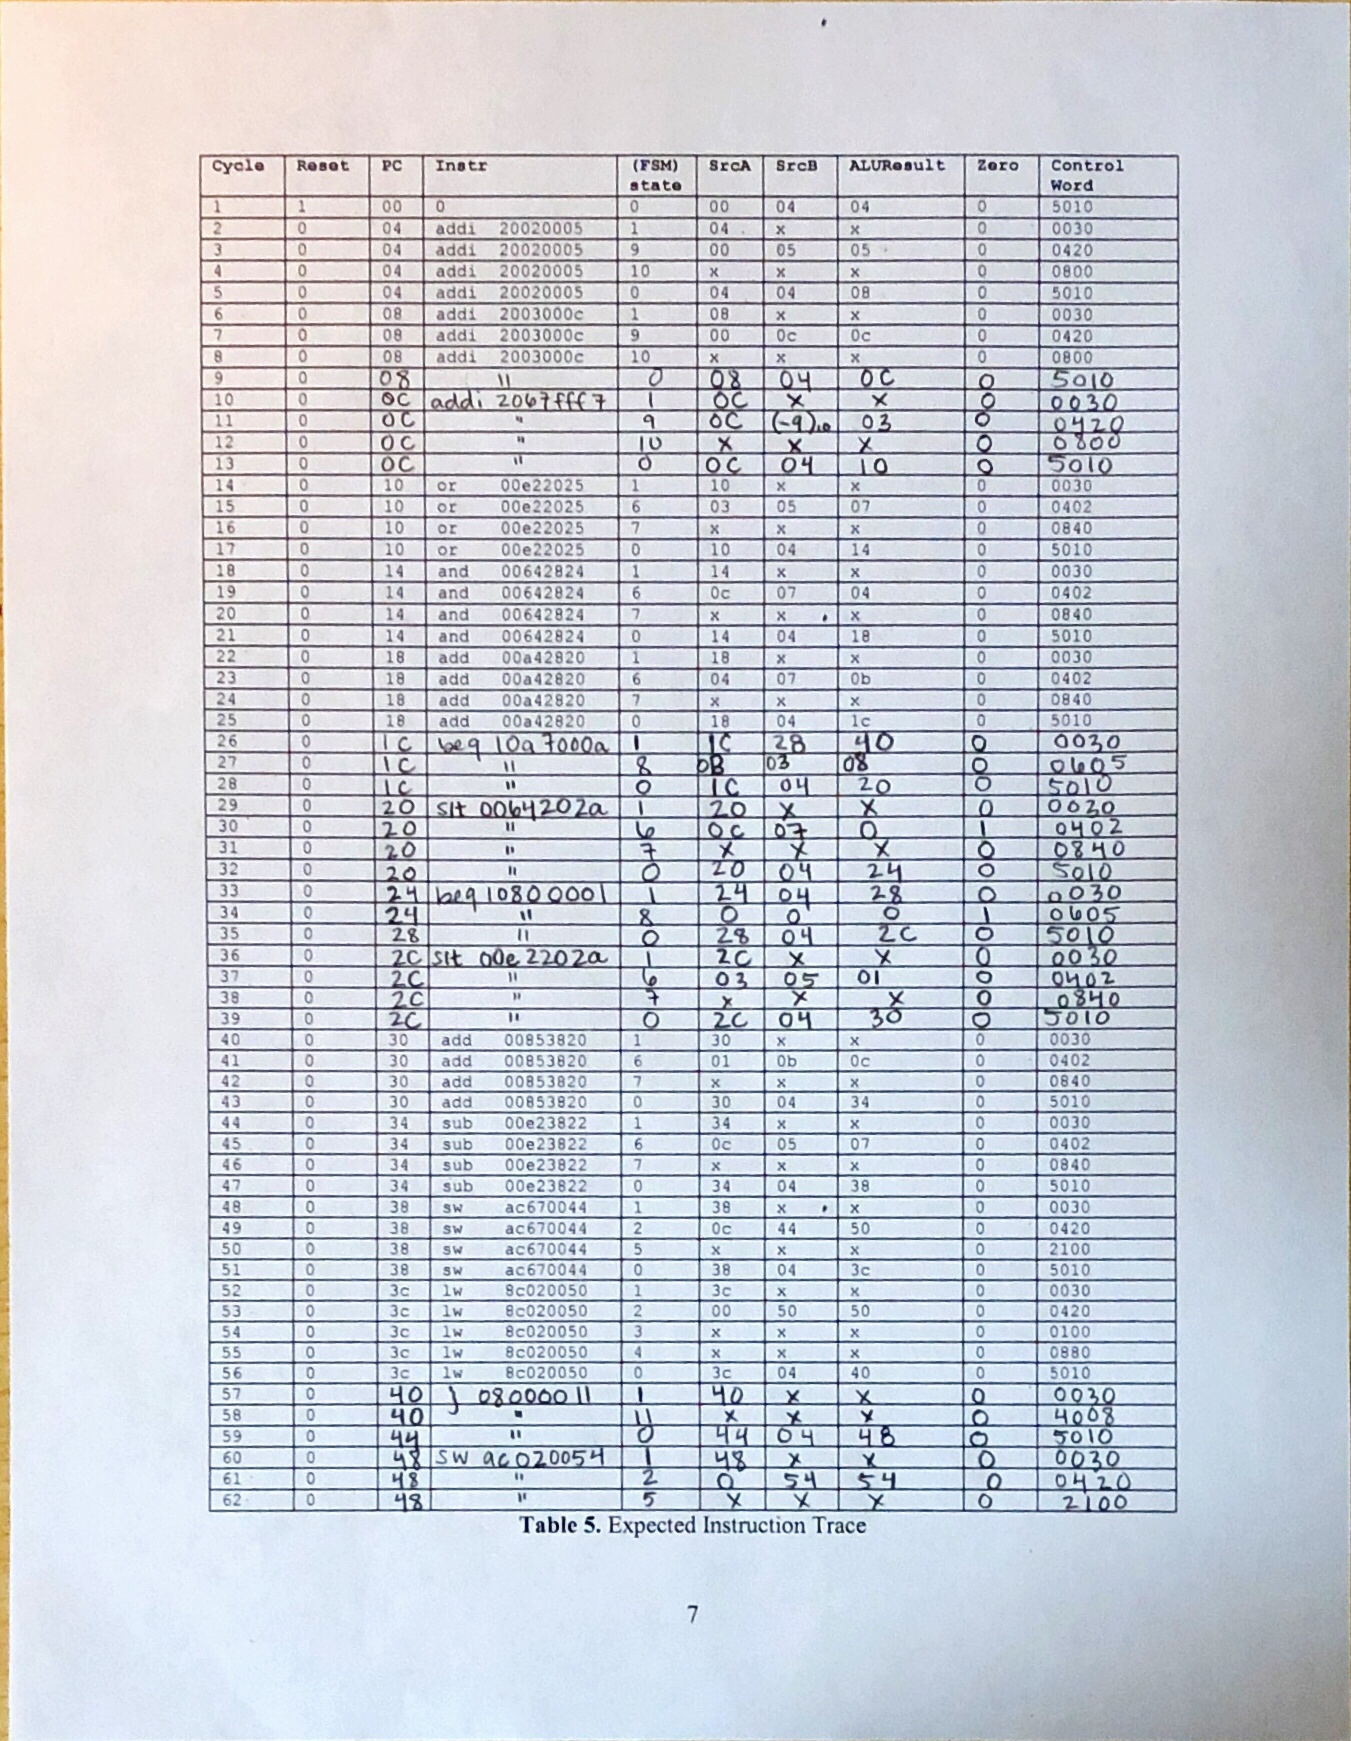 Cycle Reset PC Instr (FSM) state SrcA SrcB ALUResult Zero Control Word
1 1 00 0 0 00 04 04 0 5010
2 0 04 addi 20020005 1 04 x x 0 0030
3 0 04 addi 20020005 9 00 05 05 0 0420
4 0 04 addi 20020005 10 x x x 0 0800
5 0 04 addi 20020005 0 04 04 08 0 5010
6 0 08 addi 2003000c 1 08 x x 0 0030
7 0 08 addi 2003000c 9 00 0c 0c 0 0420
8 0 08 addi 2003000c 10 x x x 0 0800
9 0 08 " 0 08 04 0C 0 5010
10 0 0C addi 2067fff7 1 0C X X 0 0030
11 0 0C " 9 0C (-9)10 03 0 0420
12 0 0C " 10 X X X 0 0800
13 0 0C " 0 0C 04 10 0 5010
14 0 10 or 00e22025 1 10 x x 0 0030
15 0 10 or 00e22025 6 03 05 07 0 0402
16 0 10 or 00e22025 7 x x x 0 0840
17 0 10 or 00e22025 0 10 04 14 0 5010
18 0 14 and 00642824 1 14 x x 0 0030
19 0 14 and 00642824 6 0c 07 04 0 0402
20 0 14 and 00642824 7 x x x 0 0840
21 0 14 and 00642824 0 14 04 18 0 5010
22 0 18 add 00a42820 1 18 x x 0 0030
23 0 18 add 00a42820 6 04 07 0b 0 0402
24 0 18 add 00a42820 7 x x x 0 0840
25 0 18 add 00a42820 0 18 04 1c 0 5010
26 0 1C beq 10a7000a 1 1C 28 40 0 0030
27 0 1C " 8 0B 03 08 0 0605
28 0 1C " 0 1C 04 20 0 5010
29 0 20 slt 0064202a 1 20 X X 0 0030
30 0 20 " 6 0C 07 0 1 0402
31 0 20 " 7 X X X 0 0840
32 0 20 " 0 20 04 24 0 5010
33 0 24 beq 10800001 1 24 04 28 0 0030
34 0 24 " 8 0 0 0 1 0605
35 0 28 " 0 28 04 2C 0 5010
36 0 2C slt 00e2202a 1 2C X X 0 0030
37 0 2C " 6 03 05 01 0 0402
38 0 2C " 7 x X X 0 0840
39 0 2C " 0 2C 04 30 0 5010
40 0 30 add 00853820 1 30 x x 0 0030
41 0 30 add 00853820 6 01 0b 0c 0 0402
42 0 30 add 00853820 7 x x x 0 0840
43 0 30 add 00853820 0 30 04 34 0 5010
44 0 34 sub 00e23822 1 34 x x 0 0030
45 0 34 sub 00e23822 6 0c 05 07 0 0402
46 0 34 sub 00e23822 7 x x x 0 0840
47 0 34 sub 00e23822 0 34 04 38 0 5010
48 0 38 sw ac670044 1 38 x x 0 0030
49 0 38 sw ac670044 2 0c 44 50 0 0420
50 0 38 sw ac670044 5 x x x 0 2100
51 0 38 sw ac670044 0 38 04 3c 0 5010
52 0 3c lw 8c020050 1 3c x x 0 0030
53 0 3c lw 8c020050 2 00 50 50 0 0420
54 0 3c lw 8c020050 3 x x x 0 0100
55 0 3c lw 8c020050 4 x x x 0 0880
56 0 3c lw 8c020050 0 3c 04 40 0 5010
57 0 40 j 08000011 1 40 X X 0 0030
58 0 40 " 11 X X X 0 4008
59 0 44 " 0 44 04 48 0 5010
60 0 48 sw ac020054 1 48 X X 0 0030
61 0 48 " 2 0 54 54 0 0420
62 0 48 " 5 X X X 0 2100
Table 5. Expected Instruction Trace
7